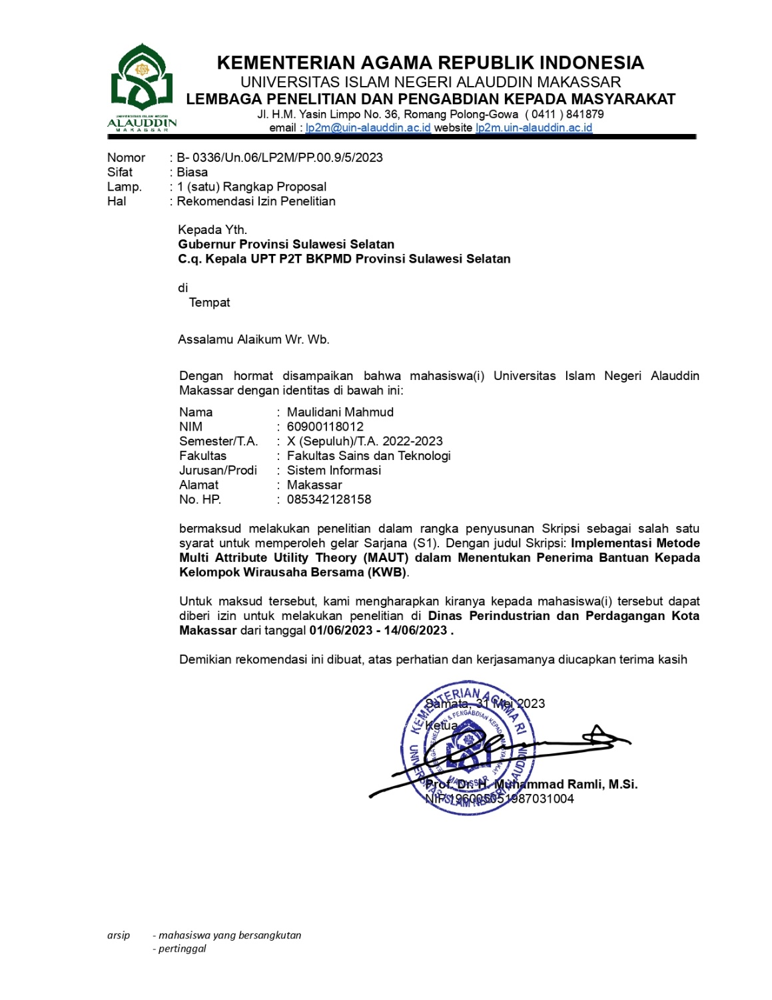 KEMENTERIAN AGAMA REPUBLIK INDONESIA
UNIVERSITAS ISLAM NEGERI ALAUDDIN MAKASSAR
LEMBAGA PENELITIAN DAN PENGABDIAN KEPADA MASYARAKAT
Jl. H.M. Yasin Limpo No. 36, Romang Polong-Gowa ( 0411 ) 841879
email : lp2m@uin-alauddin.ac.id website lp2m.uin-alauddin.ac.id
UNIVERSITAS ISLAM NEGERI
ALAUDDIN
MAKASSAR
Nomor : B- 0336/Un.06/LP2M/PP.00.9/5/2023
Sifat : Biasa
Lamp. : 1 (satu) Rangkap Proposal
Hal : Rekomendasi Izin Penelitian
Kepada Yth.
Gubernur Provinsi Sulawesi Selatan
C.q. Kepala UPT P2T BKPMD Provinsi Sulawesi Selatan
di
Tempat
Assalamu Alaikum Wr. Wb.
Dengan hormat disampaikan bahwa mahasiswa(i) Universitas Islam Negeri Alauddin
Makassar dengan identitas di bawah ini:
Nama : Maulidani Mahmud
NIM : 60900118012
Semester/T.A. : X (Sepuluh)/T.A. 2022-2023
Fakultas : Fakultas Sains dan Teknologi
Jurusan/Prodi : Sistem Informasi
Alamat : Makassar
No. HP. : 085342128158
bermaksud melakukan penelitian dalam rangka penyusunan Skripsi sebagai salah satu
syarat untuk memperoleh gelar Sarjana (S1). Dengan judul Skripsi: Implementasi Metode
Multi Attribute Utility Theory (MAUT) dalam Menentukan Penerima Bantuan Kepada
Kelompok Wirausaha Bersama (KWB).
Untuk maksud tersebut, kami mengharapkan kiranya kepada mahasiswa(i) tersebut dapat
diberi izin untuk melakukan penelitian di Dinas Perindustrian dan Perdagangan Kota
Makassar dari tanggal 01/06/2023 - 14/06/2023 .
Demikian rekomendasi ini dibuat, atas perhatian dan kerjasamanya diucapkan terima kasih
Samata, 31 Mei 2023
Ketua
KEMENTERIAN AGAMA RI
UNIVERSITAS ISLAM NEGERI ALAUDDIN
LEMBAGA PENELITIAN & PENGABDIAN KEPADA MASYARAKAT
MAKASSAR
Prof. Dr. H. Muhammad Ramli, M.Si.
NIP
arsip - mahasiswa yang bersangkutan
- pertinggal